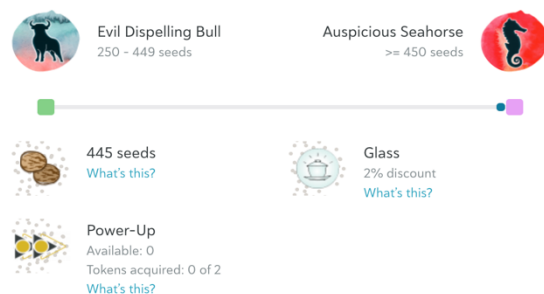 Evil Dispelling Bull
250 - 449 seeds
Auspicious Seahorse
>= 450 seeds
445 seeds
What's this?
Glass
2% discount
What's this?
Power-Up
Available: 0
Tokens acquired: 0 of 2
What's this?